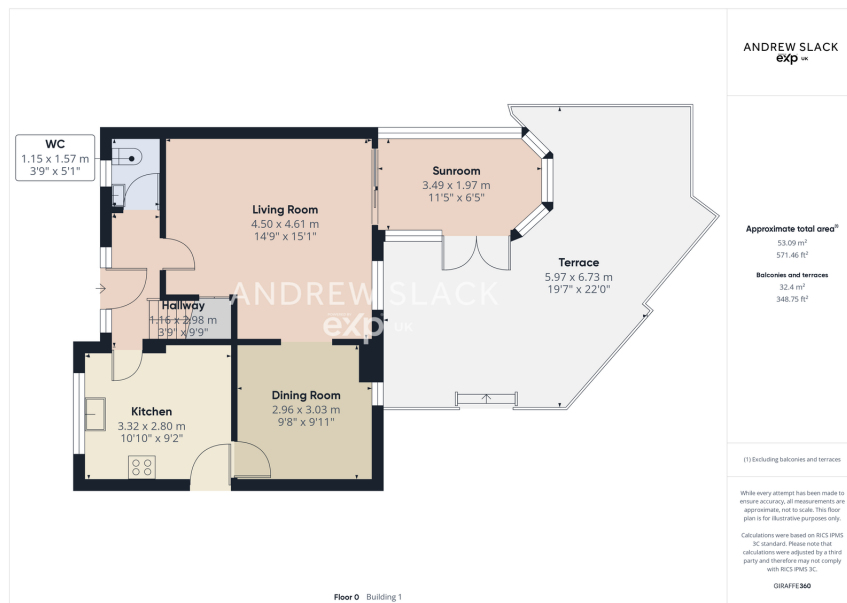 WC
1.15 x 1.57 m
3'9" x 5'1"
Living Room
4.50 x 4.61 m
14'9" x 15'1"
Sunroom
3.49 x 1.97 m
11'5" x 6'5"
Terrace
5.97 x 6.73 m
19'7" x 22'0"
ANDREW SLACK
exp UK
Hallway
1.16 x 2.98 m
3'9" x 9'9"
Kitchen
3.32 x 2.80 m
10'10" x 9'2"
Dining Room
2.96 x 3.03 m
9'8" x 9'11"
Floor 0 Building 1
ANDREW SLACK
exp UK
Approximate total area(1)
53.09 m²
571.46 ft²
Balconies and terraces
32.4 m²
348.75 ft²
(1) Excluding balconies and terraces
While every attempt has been made to
ensure accuracy, all measurements are
approximate, not to scale. This floor
plan is for illustrative purposes only.
Calculations were based on RICS IPMS
3C standard. Please note that
calculations were adjusted by a third
party and therefore may not comply
with RICS IPMS 3C.
GIRAFFE360